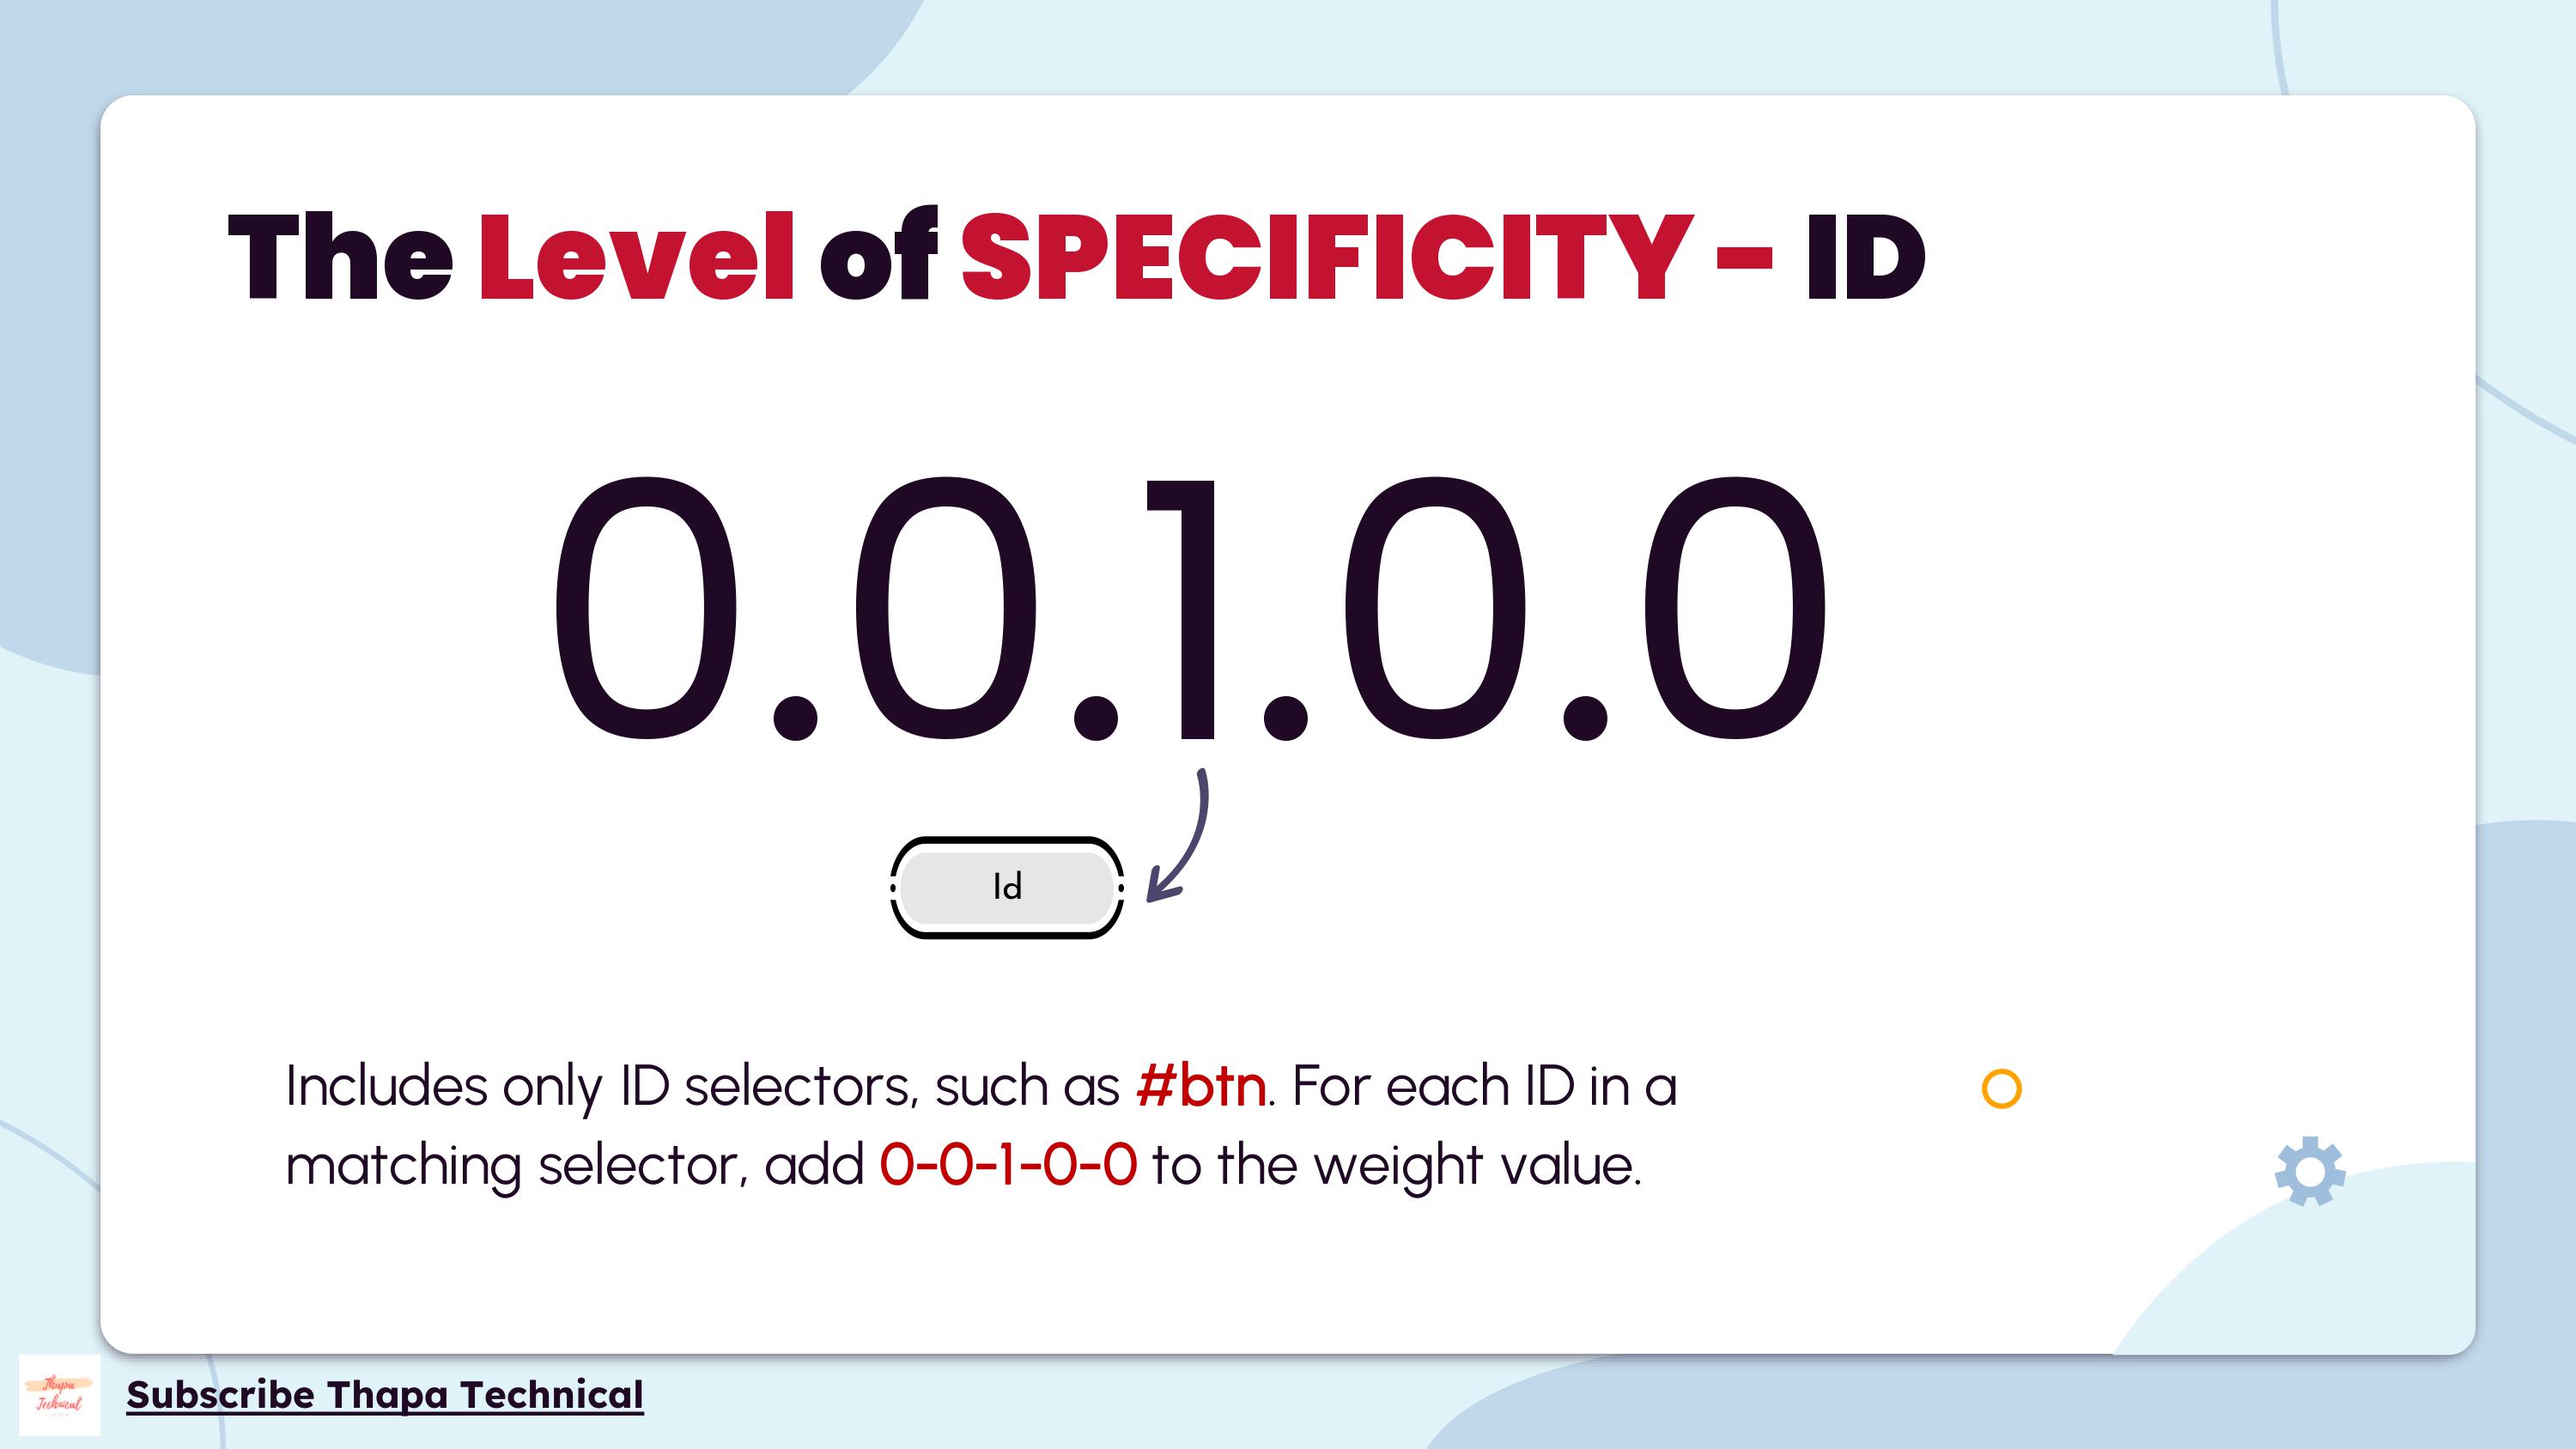 The Level of SPECIFICITY - ID
0.0.1.0.0
Id
Includes only ID selectors, such as #btn. For each ID in a
matching selector, add 0-0-1-0-0 to the weight value.
Thapa
Technical
Subscribe Thapa Technical